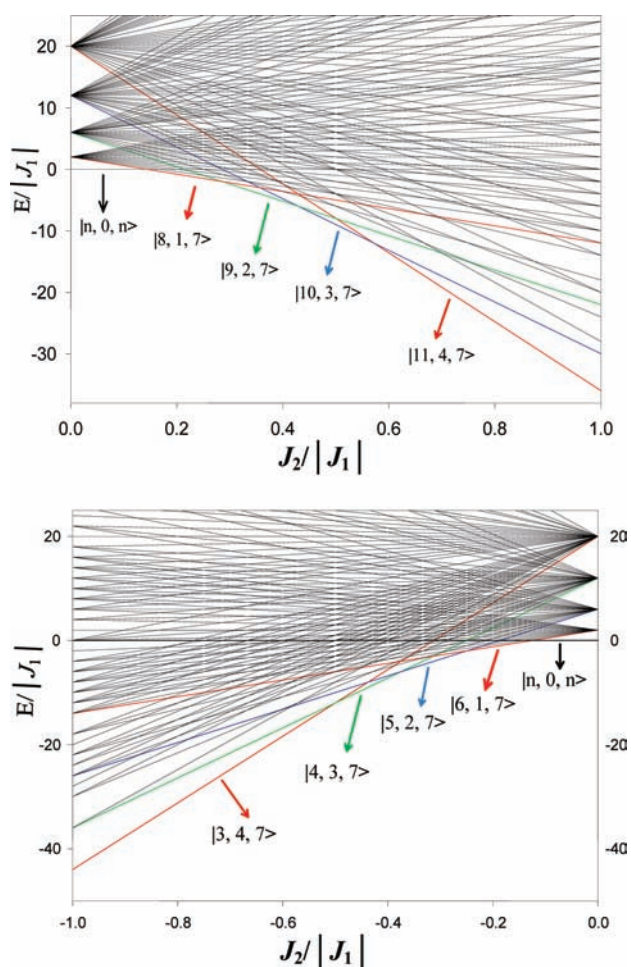 20
10
0
-10
-20
-30
E/|J1|
|n, 0, n>
|8, 1, 7>
|9, 2, 7>
|10, 3, 7>
|11, 4, 7>
0.0 0.2 0.4 0.6 0.8 1.0
J2/|J1|
20
0
-20
-40
E/|J1|
|n, 0, n>
|6, 1, 7>
|5, 2, 7>
|4, 3, 7>
|3, 4, 7>
20
0
-20
-40
-1.0 -0.8 -0.6 -0.4 -0.2 0.0
J2/|J1|